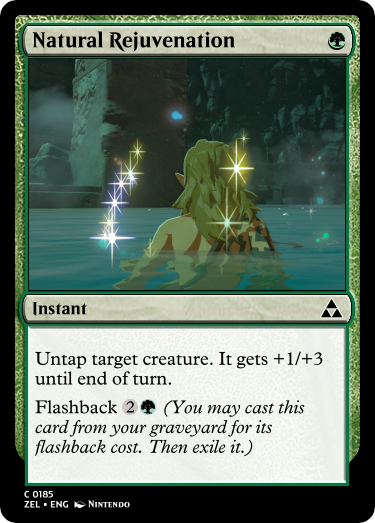 Natural Rejuvenation
Instant
Untap target creature. It gets +1/+3
until end of turn.
Flashback 2 (You may cast this
card from your graveyard for its
flashback cost. Then exile it.)
C 0185
ZEL • ENG Nintendo